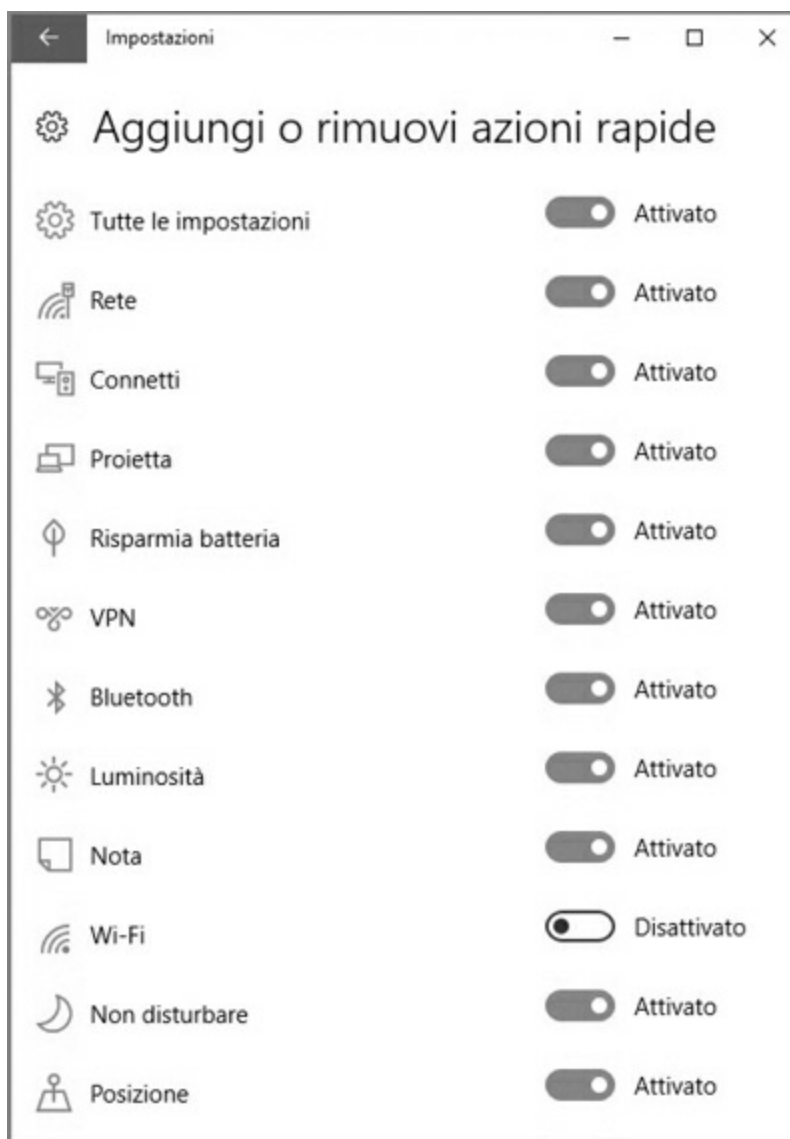 Impostazioni
Aggiungi o rimuovi azioni rapide
Tutte le impostazioni Attivato
Rete Attivato
Connetti Attivato
Proietta Attivato
Risparmia batteria Attivato
VPN Attivato
Bluetooth Attivato
Luminosità Attivato
Nota Attivato
Wi-Fi Disattivato
Non disturbare Attivato
Posizione Attivato